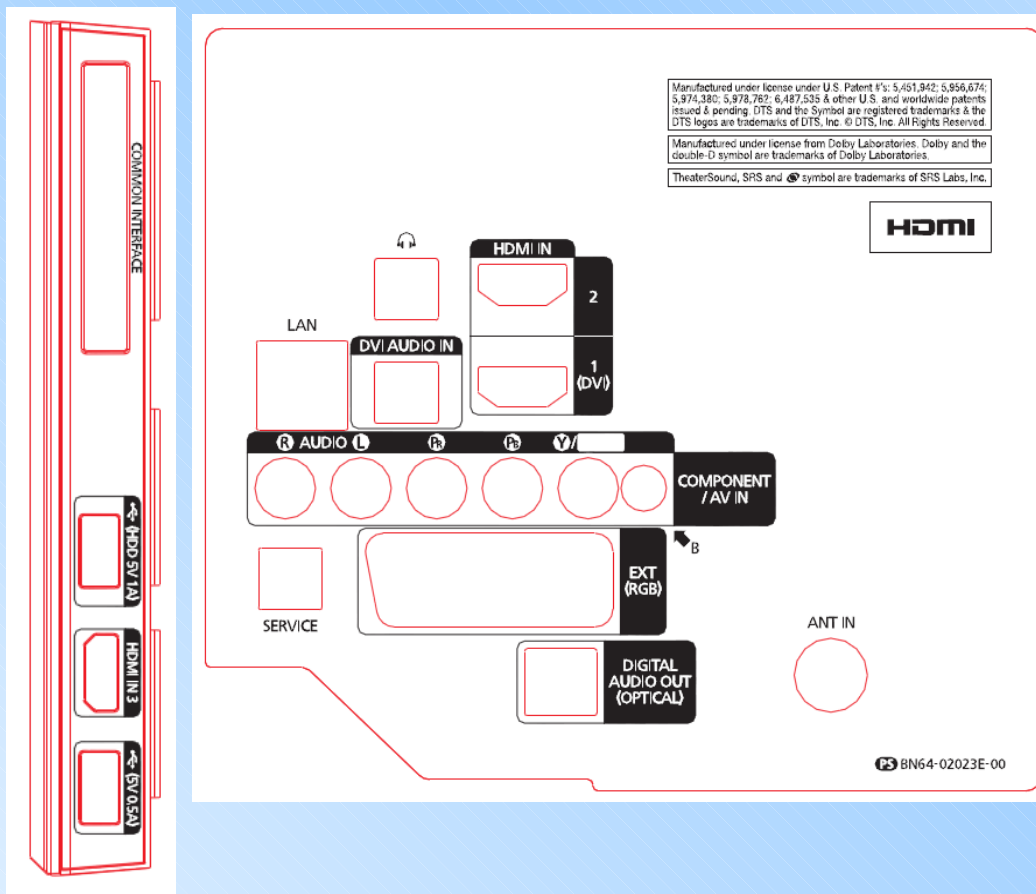 COMMON INTERFACE
(HDD 5V 1A)
HDMI IN 3
(5V 0.5A)
Manufactured under license under U.S. Patent #'s: 5,451,942; 5,956,674;
5,974,380; 5,978,762; 6,487,535 & other U.S. and worldwide patents
issued & pending. DTS and the Symbol are registered trademarks & the
DTS logos are trademarks of DTS, Inc. © DTS, Inc. All Rights Reserved.
Manufactured under license from Dolby Laboratories. Dolby and the
double-D symbol are trademarks of Dolby Laboratories.
TheaterSound, SRS and symbol are trademarks of SRS Labs, Inc.
HDMI
HDMI IN
2
1
(DVI)
LAN
DVI AUDIO IN
R AUDIO L PR PB Y/
COMPONENT
/ AV IN
B
EXT
(RGB)
SERVICE
ANT IN
DIGITAL
AUDIO OUT
(OPTICAL)
PS BN64-02023E-00